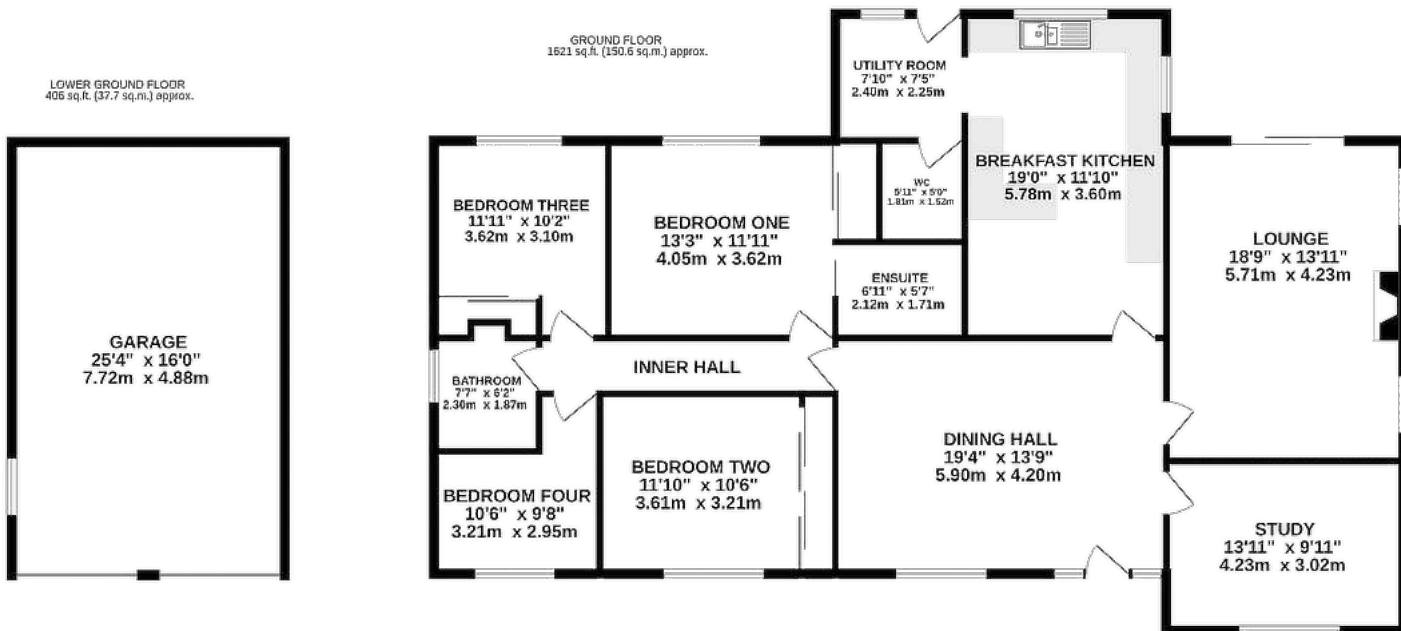 LOWER GROUND FLOOR
406 sq.ft. (37.7 sq.m.) approx.
GROUND FLOOR
1621 sq.ft. (150.6 sq.m.) approx.
GARAGE
25'4" x 16'0"
7.72m x 4.88m
UTILITY ROOM
7'10" x 7'5"
2.40m x 2.25m
BREAKFAST KITCHEN
19'0" x 11'10"
5.78m x 3.60m
WC
5'11" x 5'0"
1.81m x 1.52m
BEDROOM THREE
11'11" x 10'2"
3.62m x 3.10m
BEDROOM ONE
13'3" x 11'11"
4.05m x 3.62m
LOUNGE
18'9" x 13'11"
5.71m x 4.23m
ENSUITE
6'11" x 5'7"
2.12m x 1.71m
INNER HALL
BATHROOM
7'7" x 6'2"
2.30m x 1.87m
DINING HALL
19'4" x 13'9"
5.90m x 4.20m
BEDROOM TWO
11'10" x 10'6"
3.61m x 3.21m
BEDROOM FOUR
10'6" x 9'8"
3.21m x 2.95m
STUDY
13'11" x 9'11"
4.23m x 3.02m